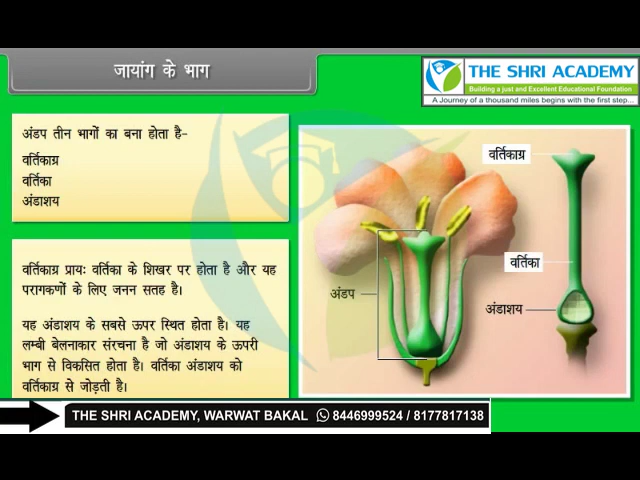 जायांग के भाग
THE SHRI ACADEMY
Building a just and Excellent Educational Foundation
A Journey of a thousand miles begins with the first step...
अंडप तीन भागों का बना होता है-
वर्तिकाग्र
वर्तिका
अंडाशय
वर्तिकाग्र प्रायः वर्तिका के शिखर पर होता है और यह
परागकणों के लिए जनन सतह है।
यह अंडाशय के सबसे ऊपर स्थित होता है। यह
लम्बी बेलनाकार संरचना है जो अंडाशय के ऊपरी
भाग से विकसित होता है। वर्तिका अंडाशय को
वर्तिकाग्र से जोड़ती है।
वर्तिकाग्र
वर्तिका
अंडप
अंडाशय
THE SHRI ACADEMY, WARWAT BAKAL 8446999524 / 8177817138